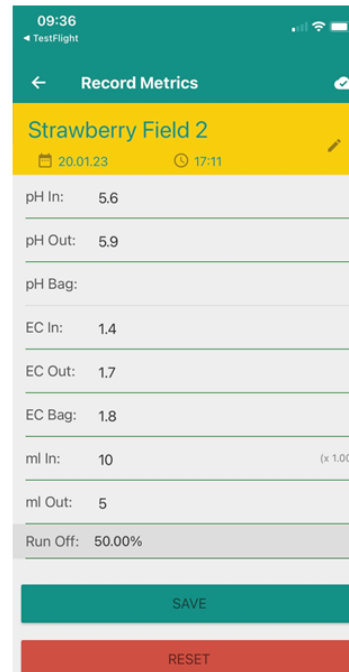 09:36
◄ TestFlight
Record Metrics
Strawberry Field 2
20.01.23 17:11
pH In: 5.6
pH Out: 5.9
pH Bag:
EC In: 1.4
EC Out: 1.7
EC Bag: 1.8
ml In: 10 (x 1.00
ml Out: 5
Run Off: 50.00%
SAVE
RESET